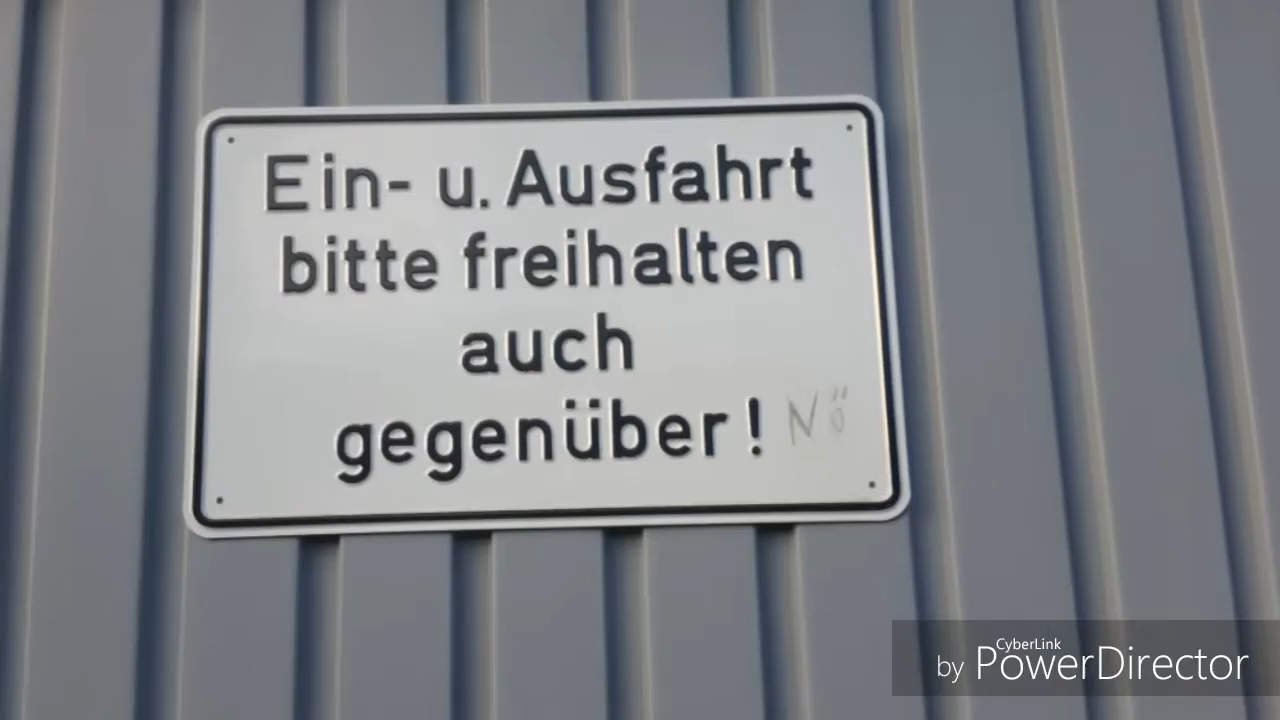 Ein- u. Ausfahrt
bitte freihalten
auch
gegenüber! Nö
CyberLink
by PowerDirector